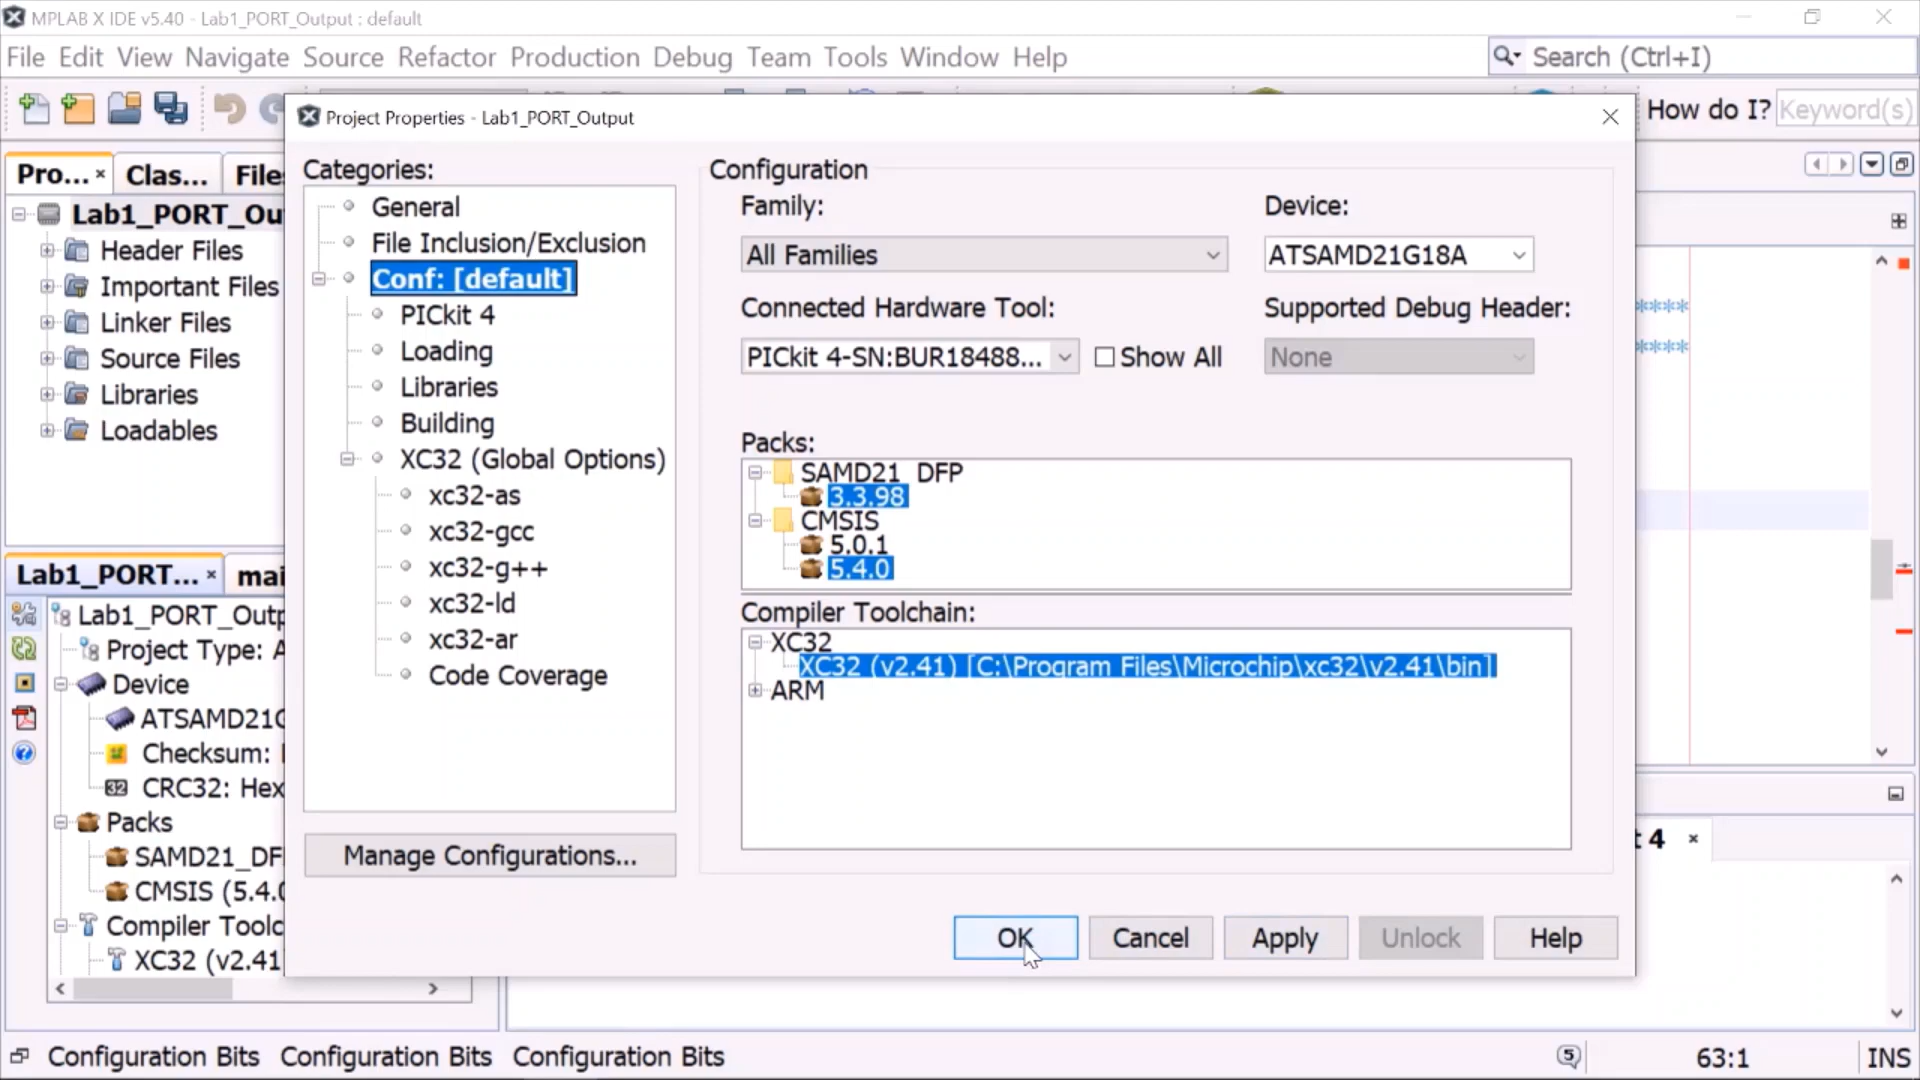 MPLAB X IDE v5.40 - Lab1_PORT_Output : default
File Edit View Navigate Source Refactor Production Debug Team Tools Window Help
Search (Ctrl+I)
How do I? Keyword(s)
Project Properties - Lab1_PORT_Output
Pro... × Clas... File
Lab1_PORT_Ou
Header Files
Important Files
Linker Files
Source Files
Libraries
Loadables
Categories:
General
File Inclusion/Exclusion
Conf: [default]
PICkit 4
Loading
Libraries
Building
XC32 (Global Options)
xc32-as
xc32-gcc
xc32-g++
xc32-ld
xc32-ar
Code Coverage
Manage Configurations...
Configuration
Family: Device:
All Families ATSAMD21G18A
Connected Hardware Tool: Supported Debug Header:
PICkit 4-SN:BUR18488... Show All None
Packs:
SAMD21_DFP
3.3.98
CMSIS
5.0.1
5.4.0
Compiler Toolchain:
XC32
XC32 (v2.41) [C:\Program Files\Microchip\xc32\v2.41\bin]
ARM
OK Cancel Apply Unlock Help
****
****
Lab1_PORT... × mai
Lab1_PORT_Outp
Project Type: A
Device
ATSAMD21G
Checksum:
CRC32: Hex
Packs
SAMD21_DF
CMSIS (5.4.0
Compiler Toolc
XC32 (v2.41
t 4 ×
Configuration Bits Configuration Bits Configuration Bits
5 63:1 INS